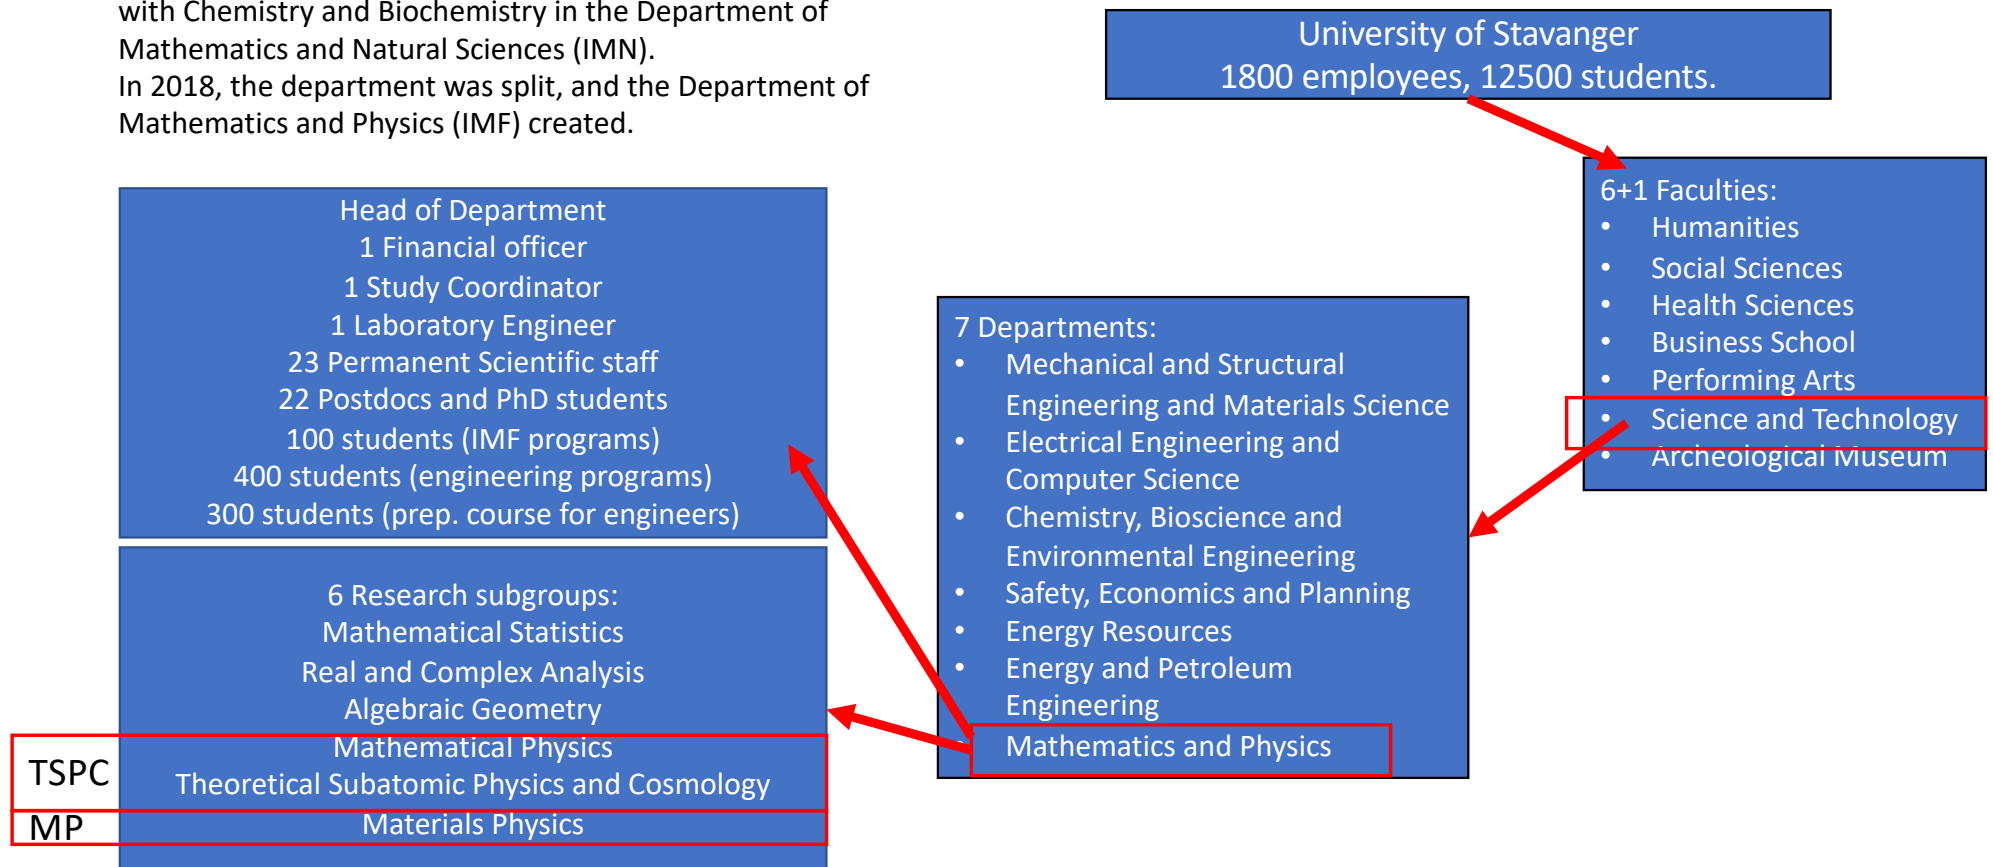 with Chemistry and Biochemistry in the Department of
Mathematics and Natural Sciences (IMN).
In 2018, the department was split, and the Department of
Mathematics and Physics (IMF) created.
University of Stavanger
1800 employees, 12500 students.
6+1 Faculties:
• Humanities
• Social Sciences
• Health Sciences
• Business School
• Performing Arts
• Science and Technology
• Archeological Museum
7 Departments:
• Mechanical and Structural
Engineering and Materials Science
• Electrical Engineering and
Computer Science
• Chemistry, Bioscience and
Environmental Engineering
• Safety, Economics and Planning
• Energy Resources
• Energy and Petroleum
Engineering
• Mathematics and Physics
Head of Department
1 Financial officer
1 Study Coordinator
1 Laboratory Engineer
23 Permanent Scientific staff
22 Postdocs and PhD students
100 students (IMF programs)
400 students (engineering programs)
300 students (prep. course for engineers)
6 Research subgroups:
Mathematical Statistics
Real and Complex Analysis
Algebraic Geometry
Mathematical Physics
TSPC
Theoretical Subatomic Physics and Cosmology
MP
Materials Physics